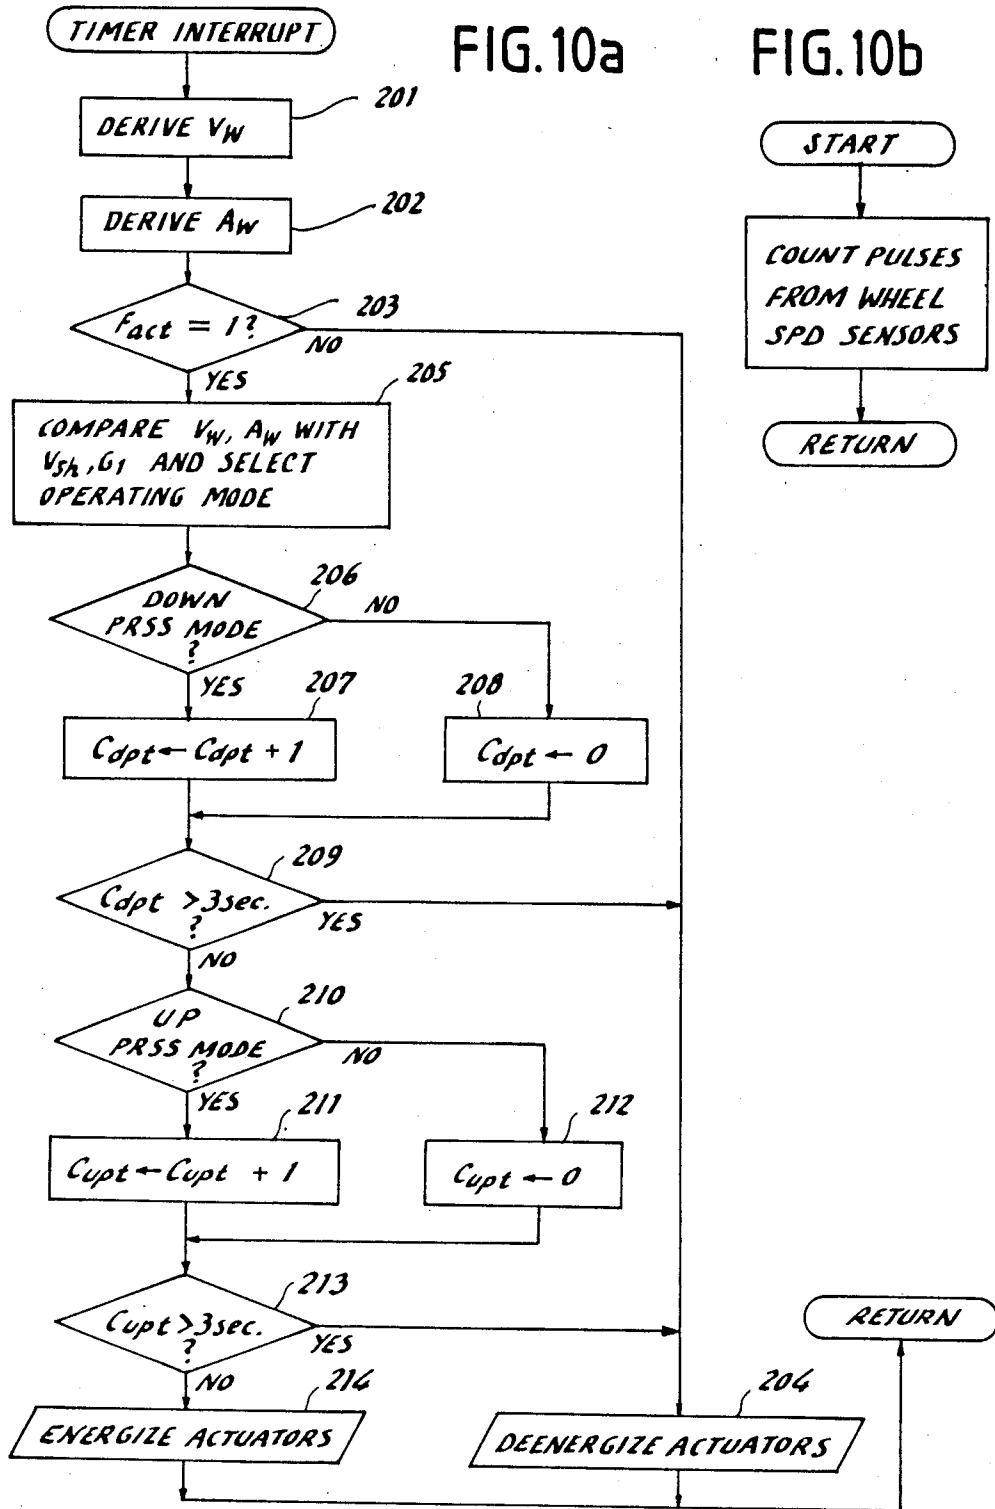 FIG.10a
FIG.10b
TIMER INTERRUPT
201
DERIVE Vw
202
DERIVE Aw
203
Fact = 1?
NO
YES
205
COMPARE Vw, Aw WITH
Vsh, G1 AND SELECT
OPERATING MODE
206
DOWN
PRSS MODE
?
NO
YES
207
Cdpt ← Cdpt + 1
208
Cdpt ← 0
209
Cdpt > 3sec.
?
YES
NO
210
UP
PRSS MODE
?
NO
YES
211
Cupt ← Cupt + 1
212
Cupt ← 0
213
Cupt > 3sec.
?
YES
NO
214
ENERGIZE ACTUATORS
204
DEENERGIZE ACTUATORS
RETURN
START
COUNT PULSES
FROM WHEEL
SPD SENSORS
RETURN